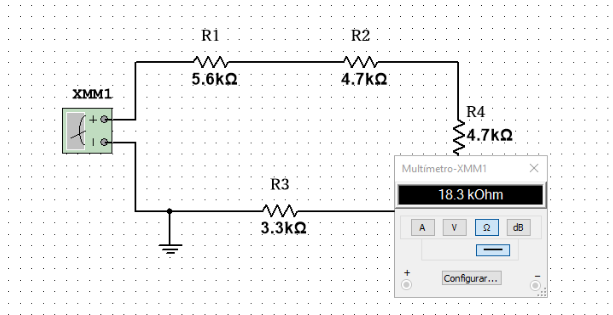 R1
R2
5.6kΩ
4.7kΩ
XMM1
+
R4
4.7kΩ
Multímetro-XMM1
18.3 kOhm
A V Ω dB
R3
3.3kΩ
+ -
Configurar...